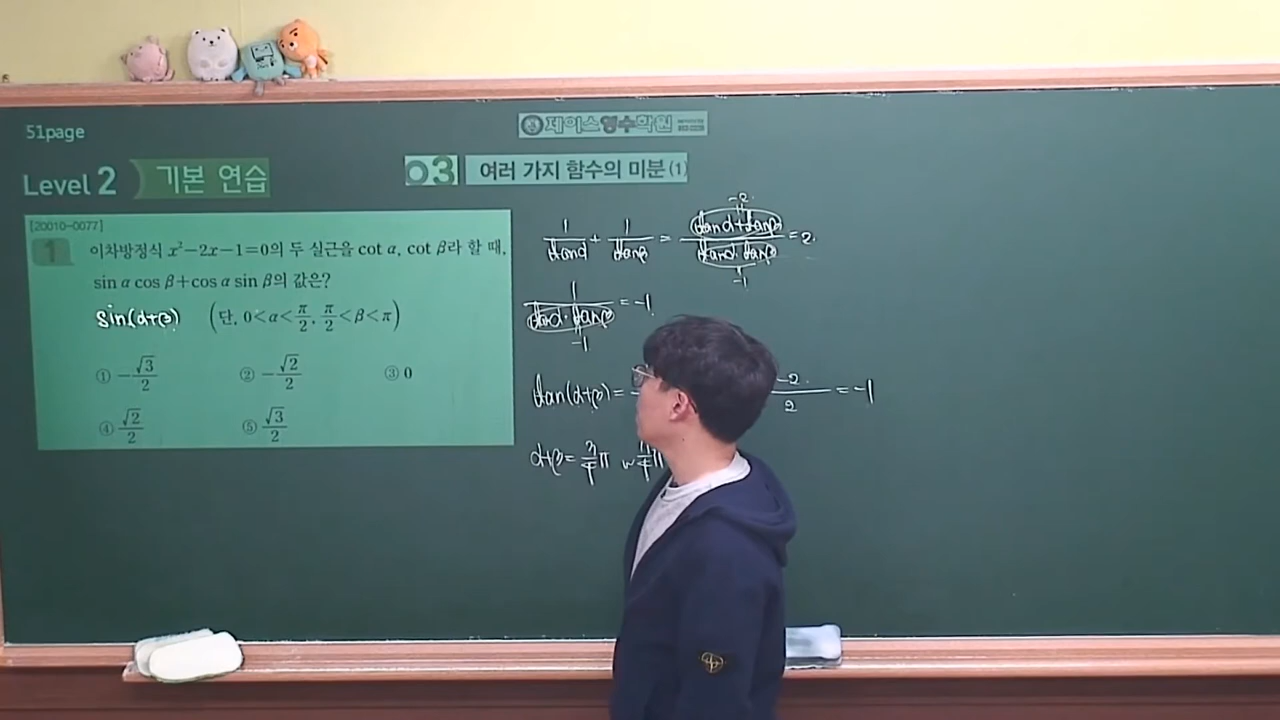 51page
제이스영수학원
Level 2 기본 연습
03 여러 가지 함수의 미분 (1)
[20010-0077]
1 이차방정식 x²−2x−1=0의 두 실근을 cot α, cot β라 할 때,
sin α cos β+cos α sin β의 값은?
sin(α+β) (단, 0<α<π/2, π/2<β<π)
① −√3/2 ② −√2/2 ③ 0
④ √2/2 ⑤ √3/2
1/tanα + 1/tanβ = (tanα+tanβ)/(tanα·tanβ) = 2.
-2.
-1
1/(tanα·tanβ) = -1
-1
tan(α+β) = -2./2 = -1
α+β = π